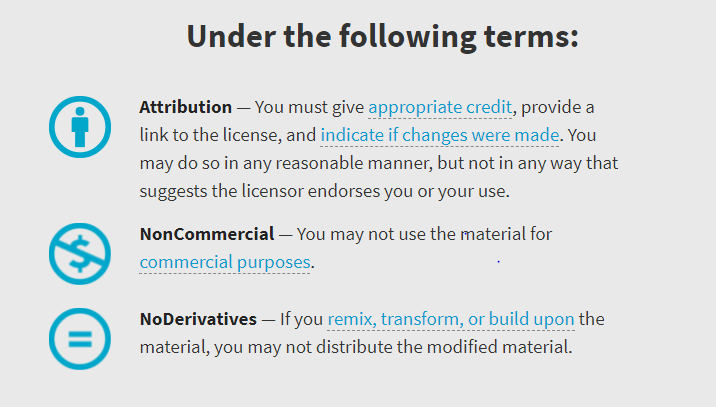 Under the following terms:
Attribution — You must give appropriate credit, provide a
link to the license, and indicate if changes were made. You
may do so in any reasonable manner, but not in any way that
suggests the licensor endorses you or your use.
NonCommercial — You may not use the material for
commercial purposes.
NoDerivatives — If you remix, transform, or build upon the
material, you may not distribute the modified material.